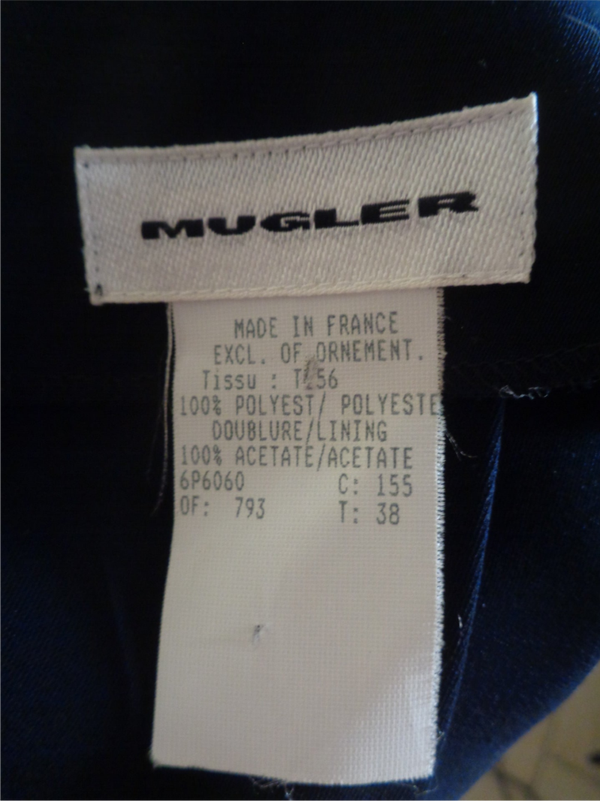 MUGLER
MADE IN FRANCE
EXCL. OF ORNEMENT.
Tissu :
100% POLYEST/ POLYESTE
DOUBLURE/LINING
100% ACETATE/ACETATE
6P6060 C: 155
OF: 793 T: 38